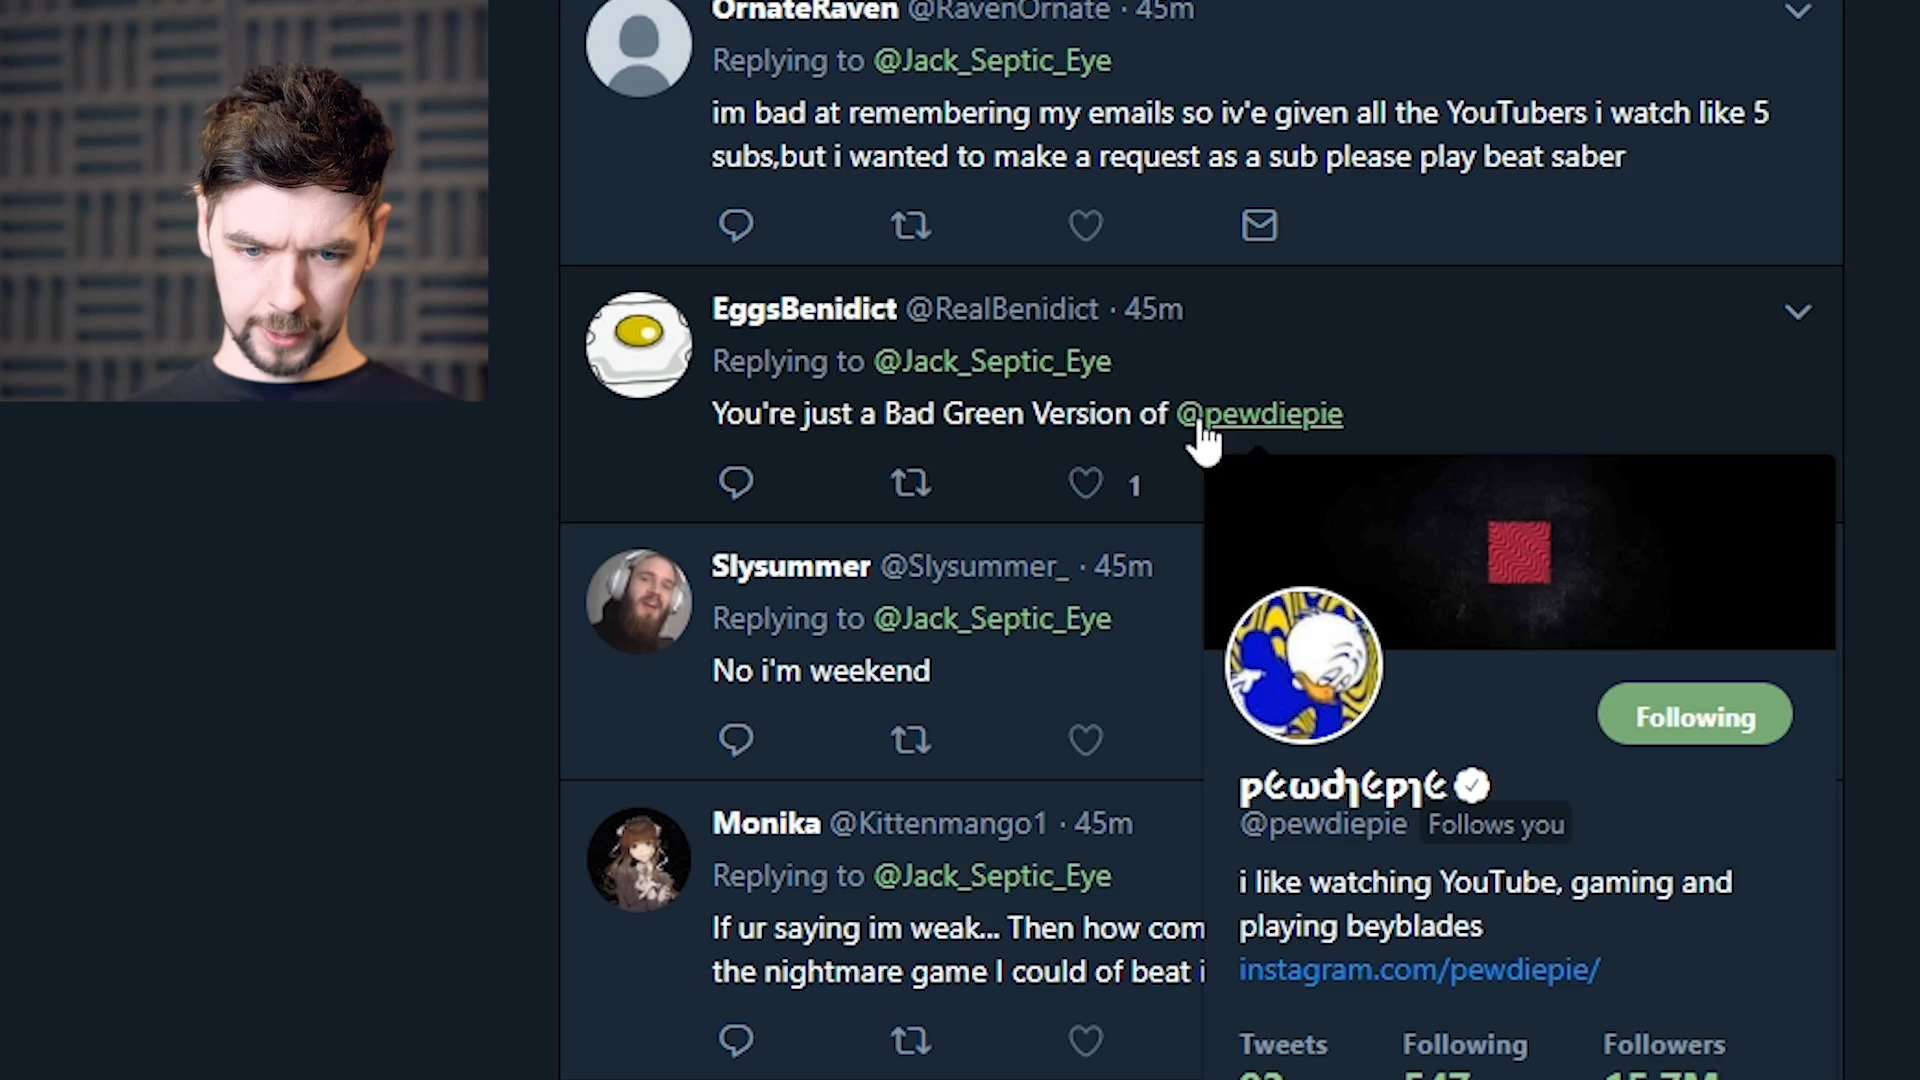 OrnateRaven @RavenOrnate · 45m
Replying to @Jack_Septic_Eye
im bad at remembering my emails so iv'e given all the YouTubers i watch like 5
subs,but i wanted to make a request as a sub please play beat saber
EggsBenidict @RealBenidict · 45m
Replying to @Jack_Septic_Eye
You're just a Bad Green Version of @pewdiepie
1
Slysummer @Slysummer_ · 45m
Replying to @Jack_Septic_Eye
No i'm weekend
Monika @Kittenmango1 · 45m
Replying to @Jack_Septic_Eye
If ur saying im weak... Then how com
the nightmare game I could of beat i
Following
@pewdiepie Follows you
i like watching YouTube, gaming and
playing beyblades
instagram.com/pewdiepie/
Tweets Following Followers